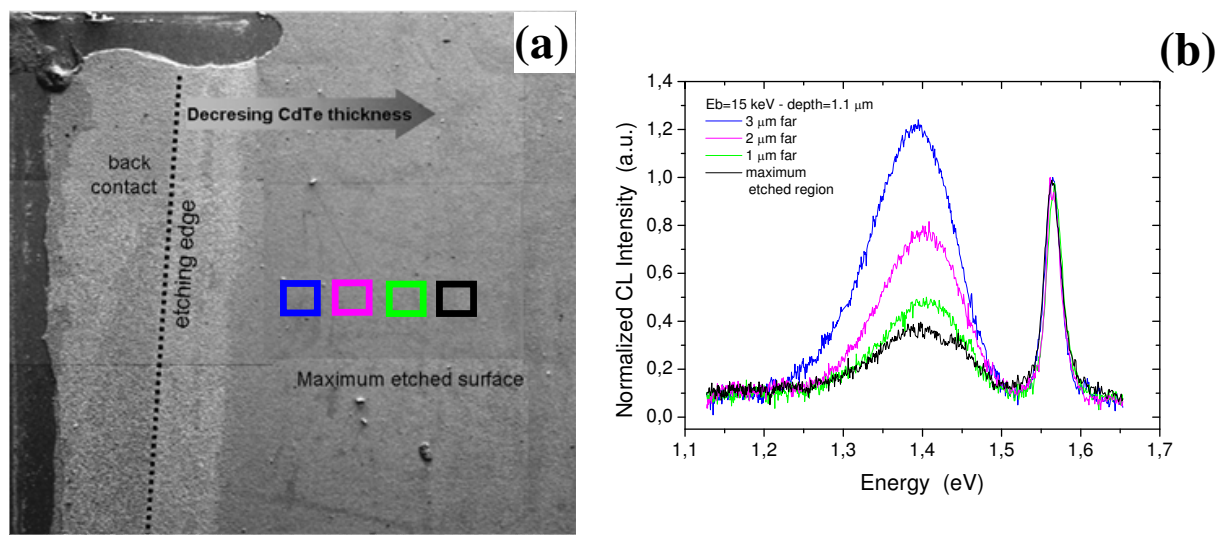 (a)
Decresing CdTe thickness
back
contact
etching edge
Maximum etched surface
(b)
Eb=15 keV - depth=1.1 μm
3 μm far
2 μm far
1 μm far
maximum
etched region
Normalized CL Intensity (a.u.)
1,4
1,2
1,0
0,8
0,6
0,4
0,2
0,0
1,1 1,2 1,3 1,4 1,5 1,6 1,7
Energy (eV)